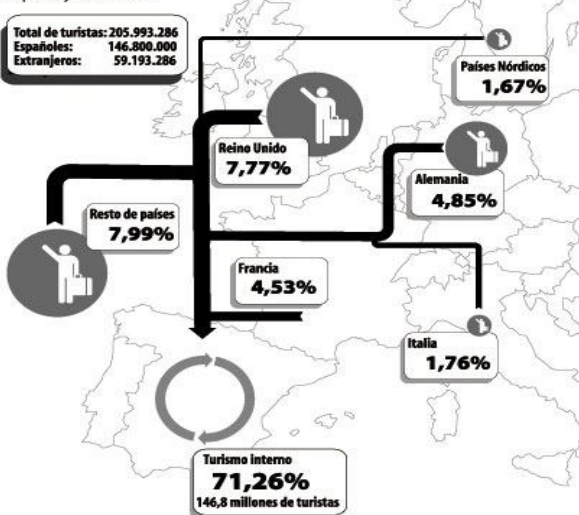 Total de turistas: 205.993.286
Españoles: 146.800.000
Extranjeros: 59.193.286
Países Nórdicos
1,67%
Reino Unido
7,77%
Alemania
4,85%
Resto de países
7,99%
Francia
4,53%
Italia
1,76%
Turismo interno
71,26%
146,8 millones de turistas